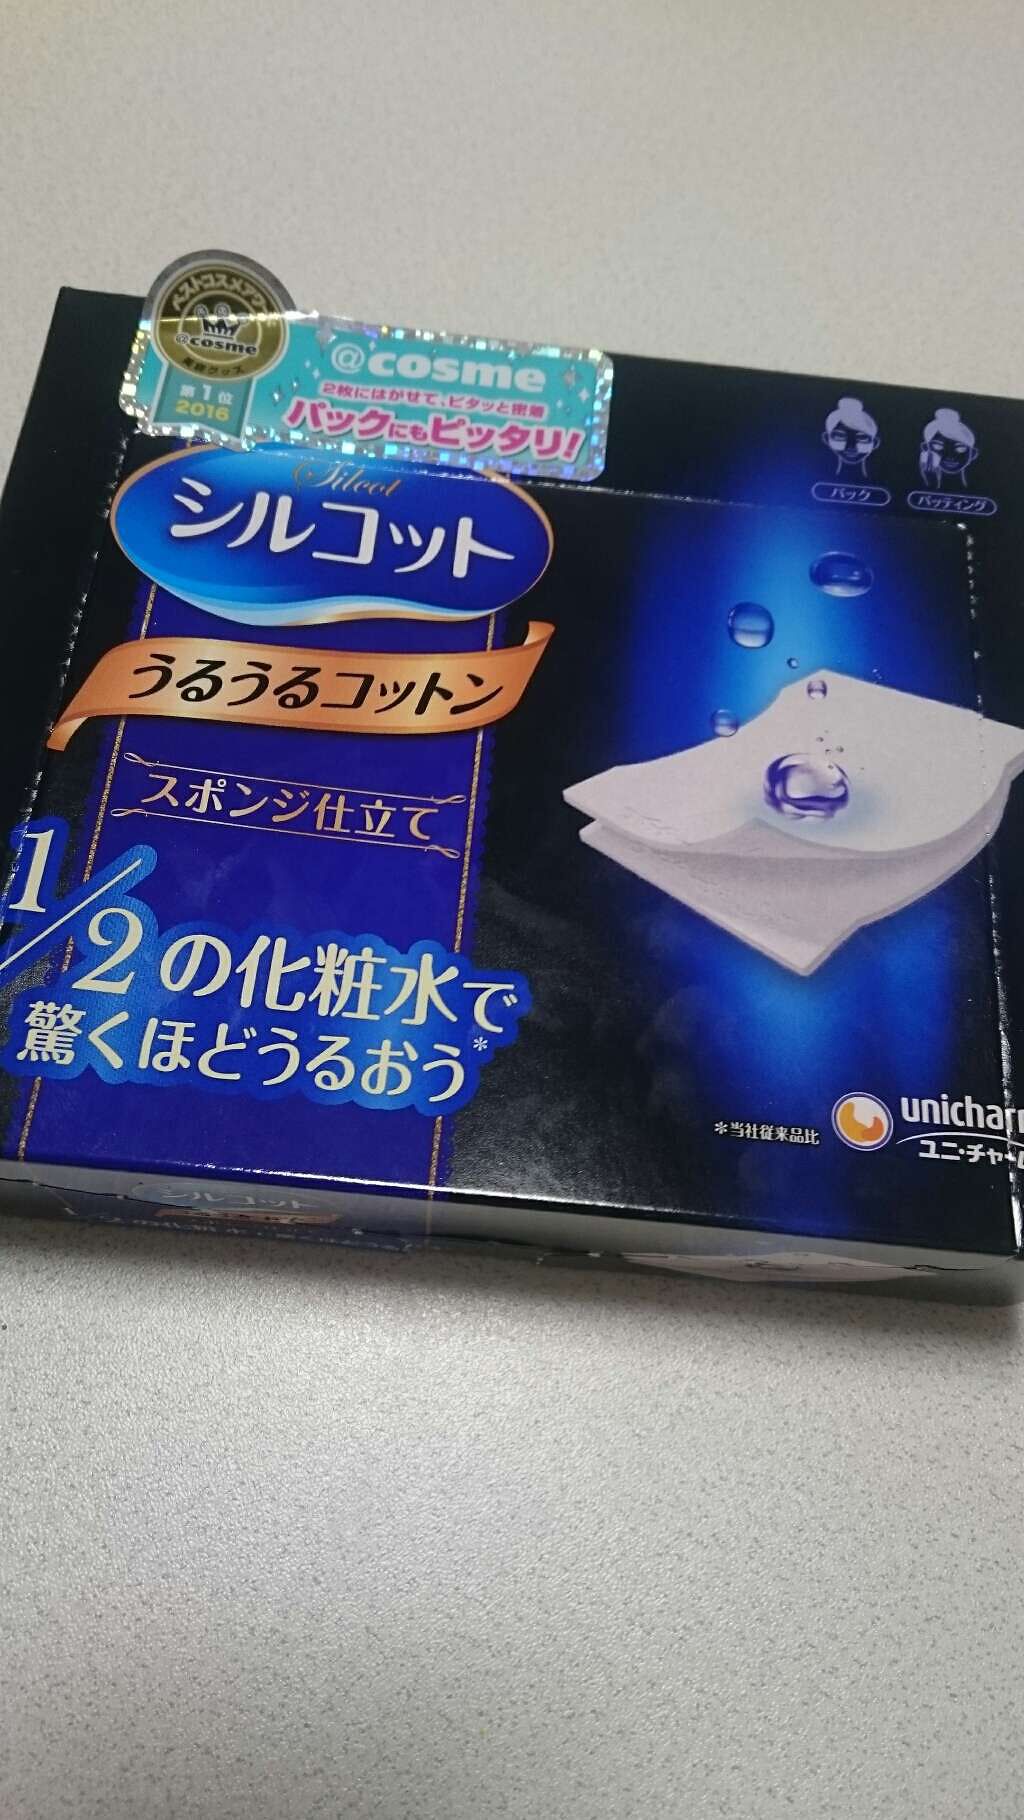 ベストコスメアワード
@cosme
美容グッズ
第1位
2016
@cosme
2枚にはがせて、ピタッと密着
パックにもピッタリ!
パック
パッティング
Silcot
シルコット
うるうるコットン
スポンジ仕立て
1/2の化粧水で
驚くほどうるおう*
*当社従来品比
unichar
ユニ・チャーム
シルコット